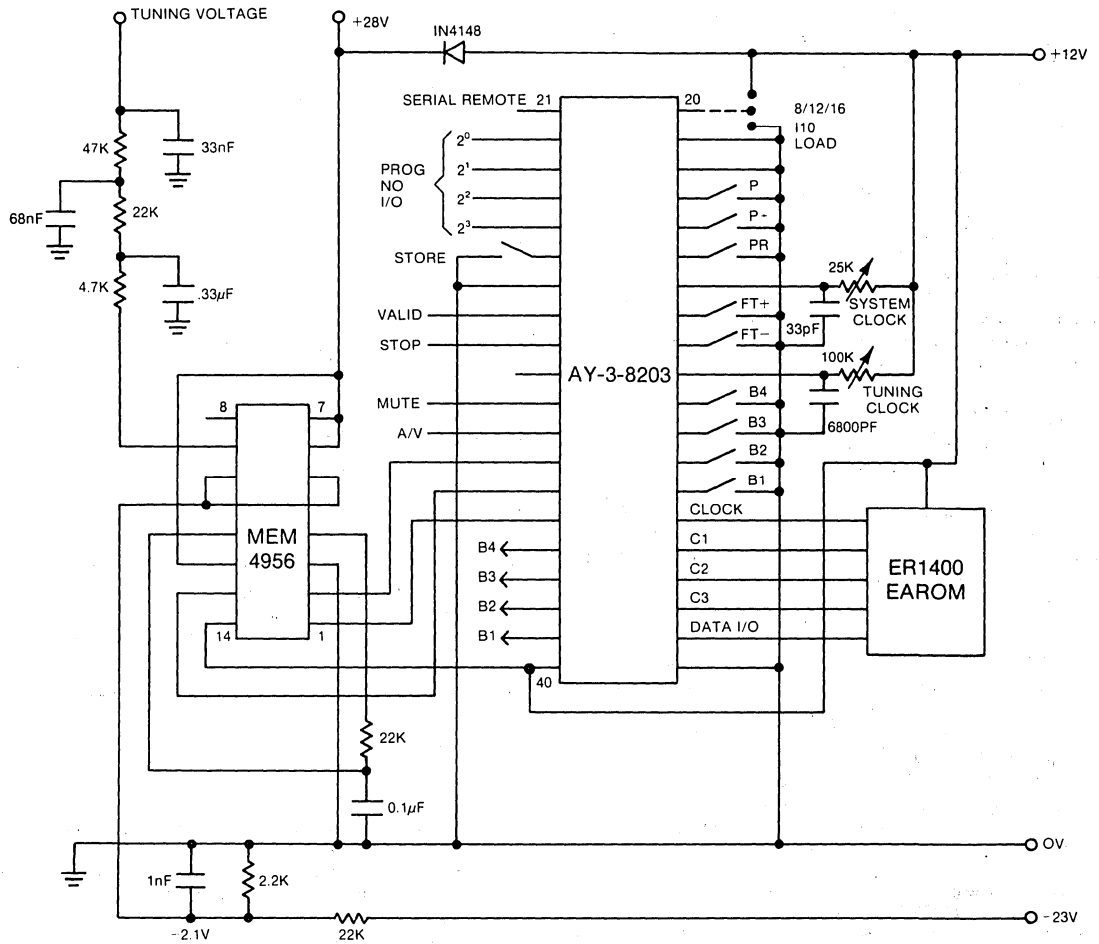 TUNING VOLTAGE
+28V
IN4148
+12V
SERIAL REMOTE 21
20
8/12/16
I10
LOAD
47K
33nF
PROG
NO
I/O
2⁰
2¹
2²
2³
P
P-
PR
68nF
22K
STORE
25K
SYSTEM
CLOCK
33pF
4.7K
.33µF
VALID
STOP
FT+
FT−
AY-3-8203
100K
TUNING
CLOCK
6800PF
8
7
MUTE
A/V
B4
B3
B2
B1
MEM
4956
CLOCK
C1
C2
C3
DATA I/O
ER1400
EAROM
B4
B3
B2
B1
14
1
40
22K
0.1µF
OV
1nF
2.2K
-2.1V
22K
-23V